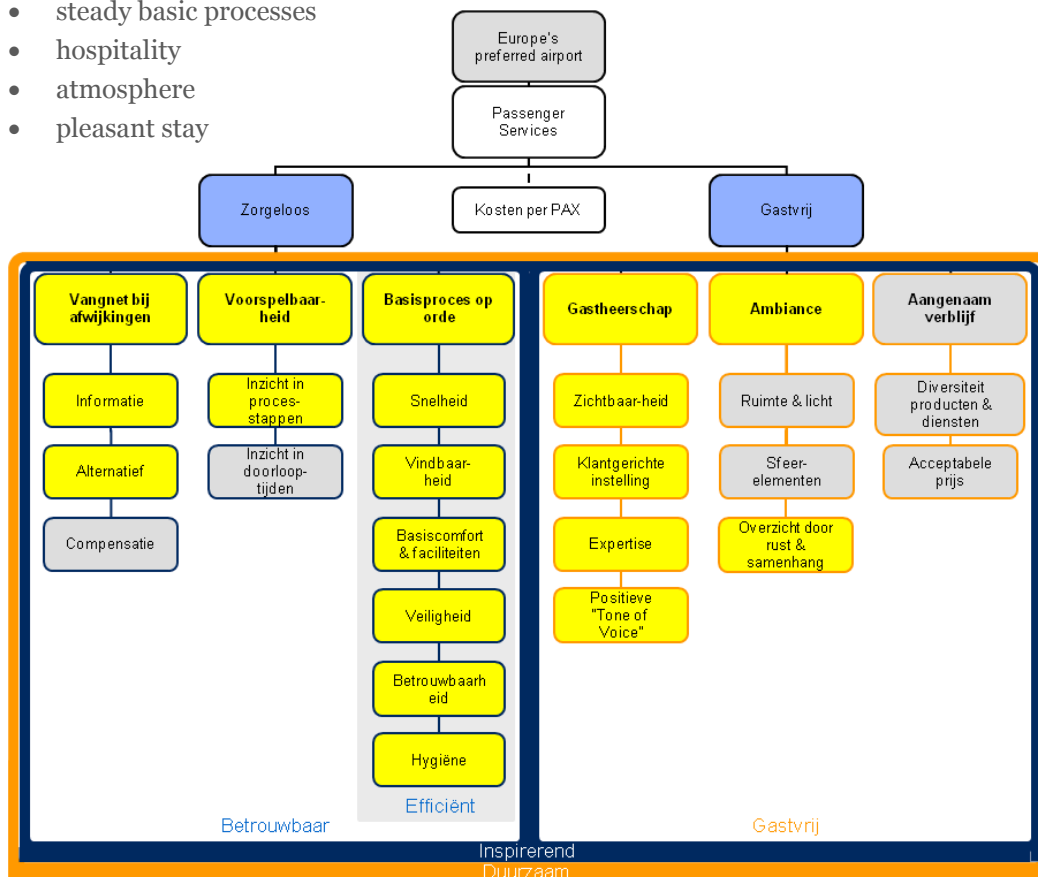 • steady basic processes
• hospitality
• atmosphere
• pleasant stay
Europe's
preferred airport
Passenger
Services
Zorgeloos
Kosten per PAX
Gastvrij
Vangnet bij
afwijkingen
Informatie
Alternatief
Compensatie
Voorspelbaar-
heid
Inzicht in
proces-
stappen
Inzicht in
doorloop-
tijden
Basisproces op
orde
Snelheid
Vindbaar-
heid
Basiscomfort
& faciliteiten
Veiligheid
Betrouwbaarh
eid
Hygiëne
Efficiënt
Betrouwbaar
Gastheerschap
Zichtbaar-heid
Klantgerichte
instelling
Expertise
Positieve
"Tone of
Voice"
Ambiance
Ruimte & licht
Sfeer-
elementen
Overzicht door
rust &
samenhang
Aangenaam
verblijf
Diversiteit
producten &
diensten
Acceptabele
prijs
Gastvrij
Inspirerend
Duurzaam